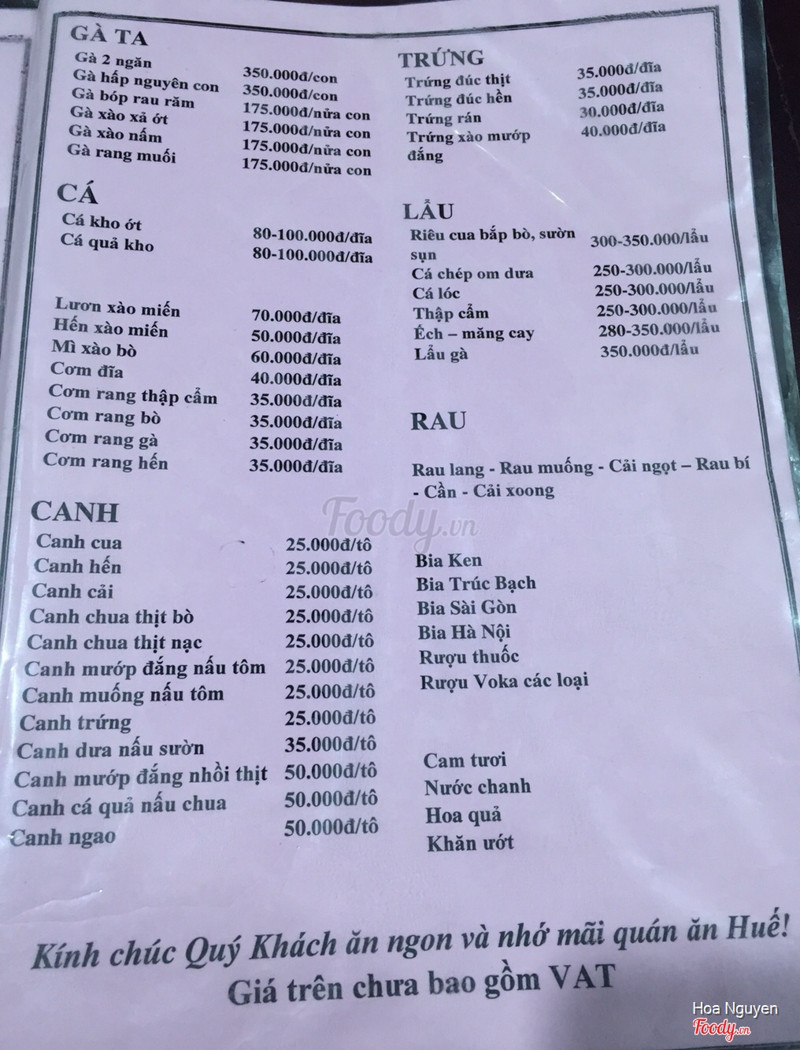 GÀ TA
Gà 2 ngăn 350.000đ/con
Gà hấp nguyên con 350.000đ/con
Gà bóp rau răm 175.000đ/nửa con
Gà xào xả ớt 175.000đ/nửa con
Gà xào nấm 175.000đ/nửa con
Gà rang muối 175.000đ/nửa con
CÁ
Cá kho ớt 80-100.000đ/đĩa
Cá quả kho 80-100.000đ/đĩa
Lươn xào miến 70.000đ/đĩa
Hến xào miến 50.000đ/đĩa
Mì xào bò 60.000đ/đĩa
Cơm đĩa 40.000đ/đĩa
Cơm rang thập cẩm 35.000đ/đĩa
Cơm rang bò 35.000đ/đĩa
Cơm rang gà 35.000đ/đĩa
Cơm rang hến 35.000đ/đĩa
CANH
Canh cua 25.000đ/tô
Canh hến 25.000đ/tô
Canh cải 25.000đ/tô
Canh chua thịt bò 25.000đ/tô
Canh chua thịt nạc 25.000đ/tô
Canh mướp đắng nấu tôm 25.000đ/tô
Canh muống nấu tôm 25.000đ/tô
Canh trứng 25.000đ/tô
Canh dưa nấu sườn 35.000đ/tô
Canh mướp đắng nhồi thịt 50.000đ/tô
Canh cá quả nấu chua 50.000đ/tô
Canh ngao 50.000đ/tô
TRỨNG
Trứng đúc thịt 35.000đ/đĩa
Trứng đúc hến 35.000đ/đĩa
Trứng rán 30.000đ/đĩa
Trứng xào mướp 40.000đ/đĩa
đắng
LẨU
Riêu cua bắp bò, sườn 300-350.000/lẩu
sụn
Cá chép om dưa 250-300.000/lẩu
Cá lóc 250-300.000/lẩu
Thập cẩm 250-300.000/lẩu
Ếch – măng cay 280-350.000/lẩu
Lẩu gà 350.000đ/lẩu
RAU
Rau lang - Rau muống - Cải ngọt – Rau bí
- Cần - Cải xoong
Bia Ken
Bia Trúc Bạch
Bia Sài Gòn
Bia Hà Nội
Rượu thuốc
Rượu Voka các loại
Cam tươi
Nước chanh
Hoa quả
Khăn ướt
Foody.vn
Kính chúc Quý Khách ăn ngon và nhớ mãi quán ăn Huế!
Giá trên chưa bao gồm VAT
Hoa Nguyen
Foody.vn